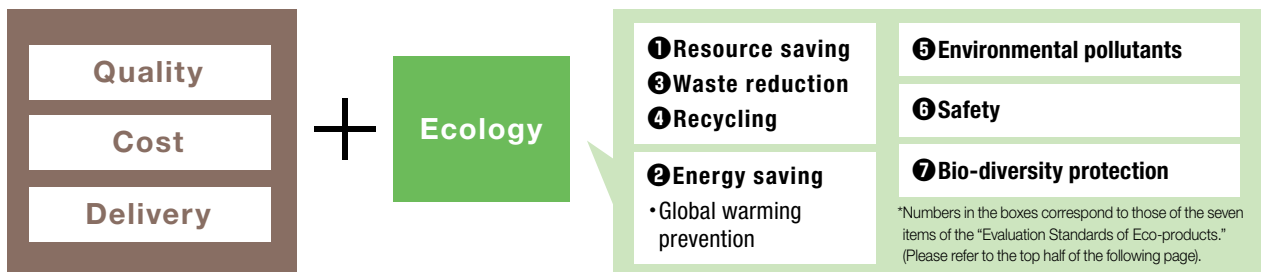 Quality
Cost
Delivery
+
Ecology
❶Resource saving
❸Waste reduction
❹Recycling
❷Energy saving
・Global warming
prevention
❺Environmental pollutants
❻Safety
❼Bio-diversity protection
*Numbers in the boxes correspond to those of the seven
items of the “Evaluation Standards of Eco-products.”
(Please refer to the top half of the following page).